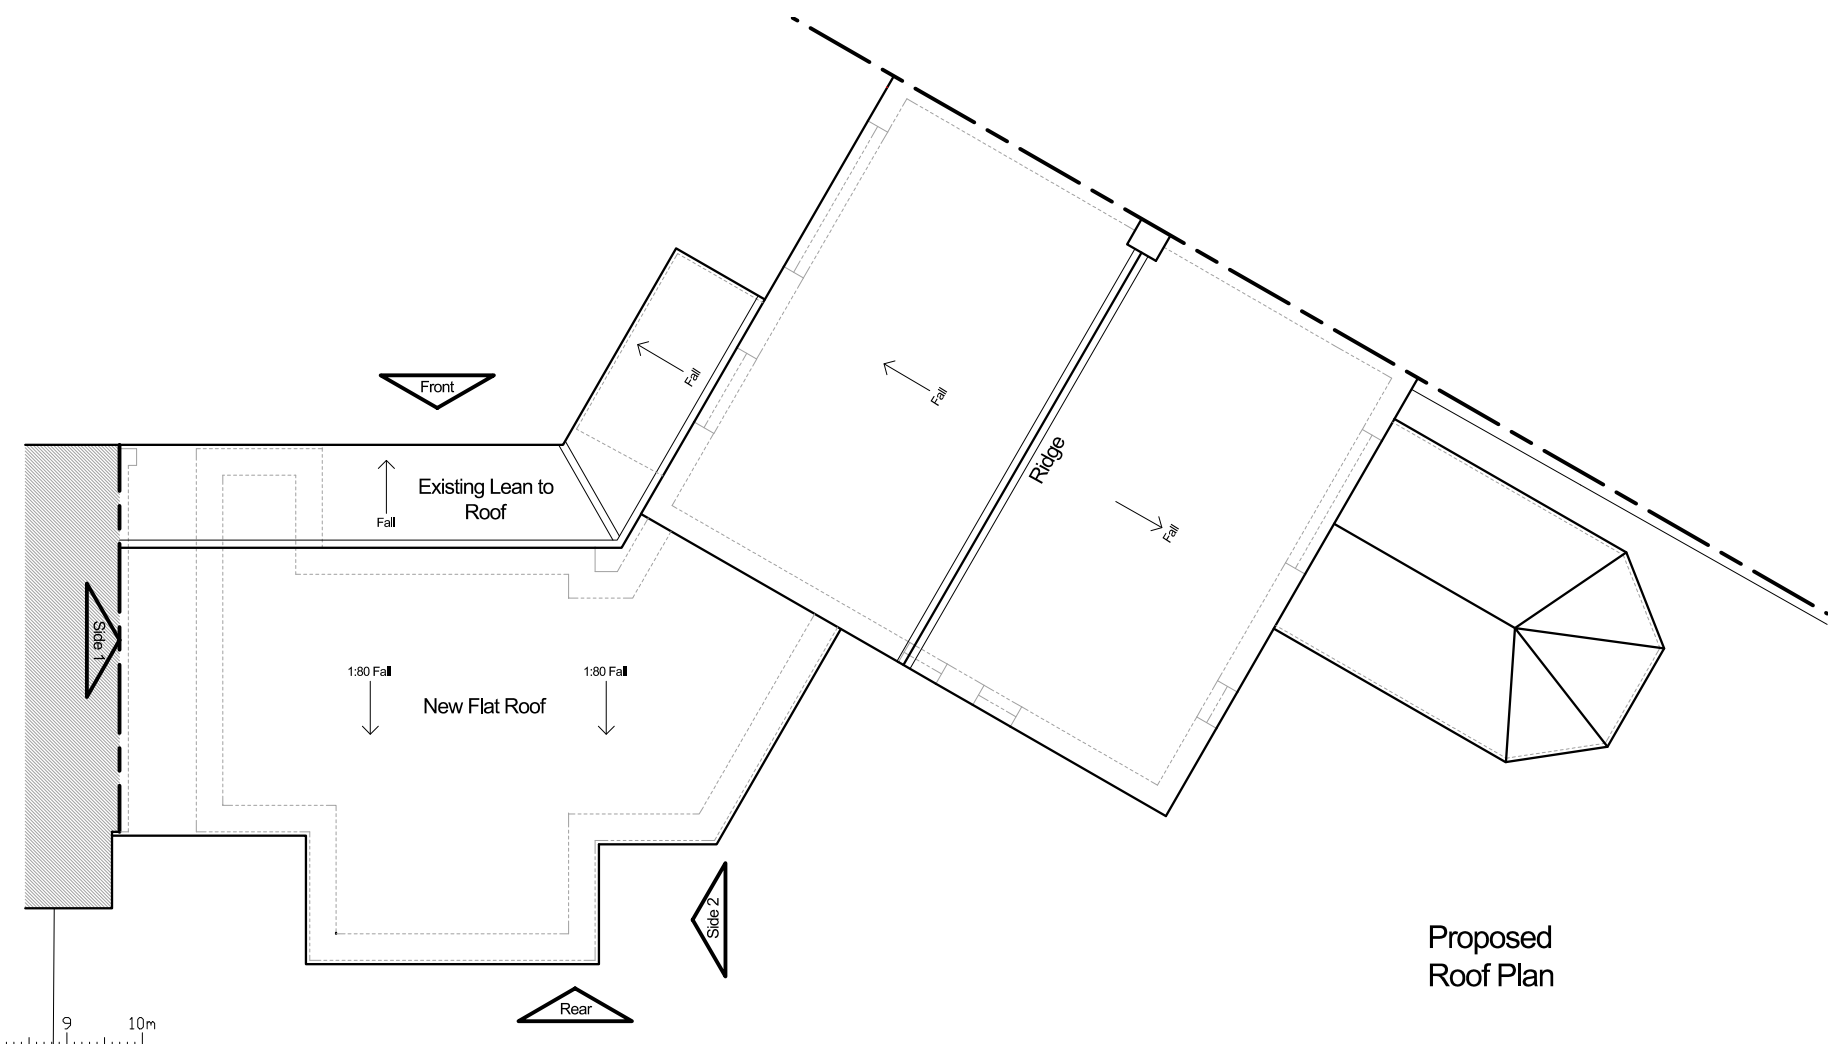 Fall
Front
Fall
Ridge
Existing Lean to
Roof
Fall
Fall
Side 1
1:80 Fall
1:80 Fall
New Flat Roof
Side 2
Proposed
Roof Plan
Rear
9
10m